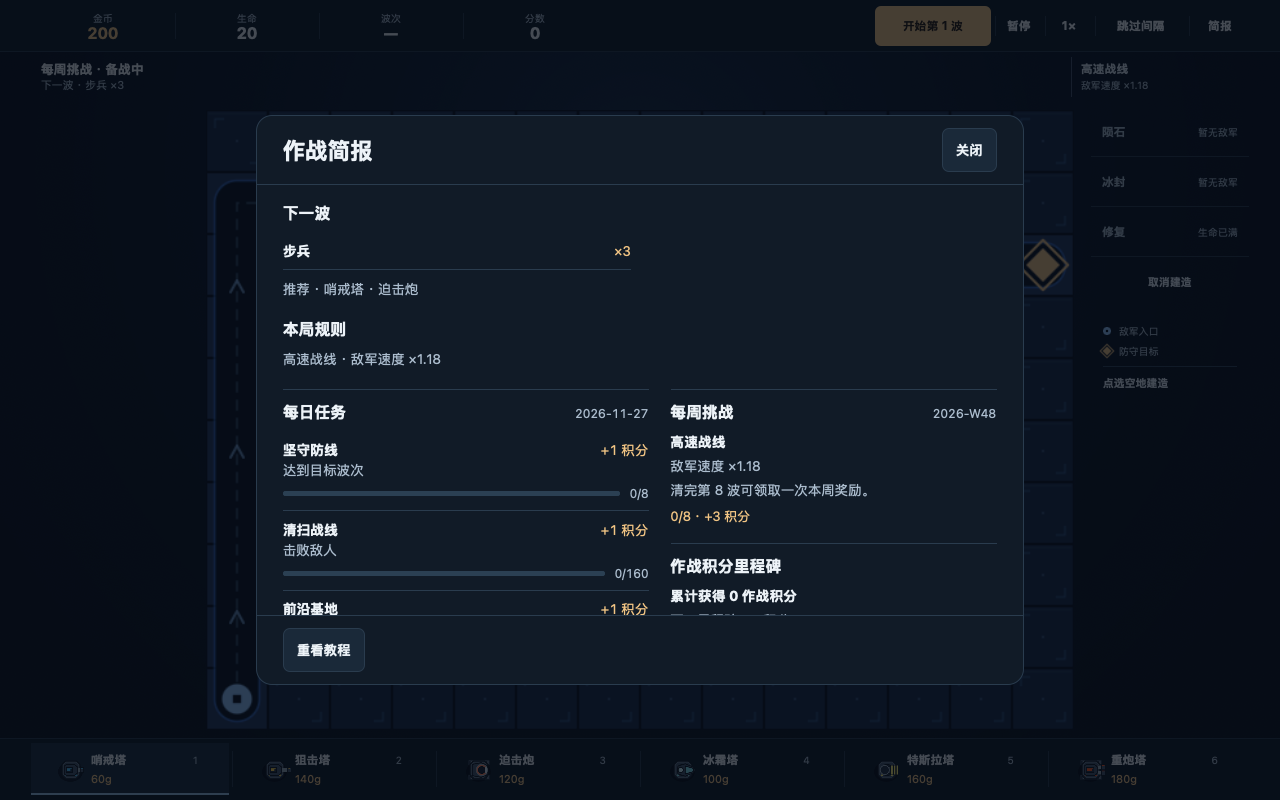 金币
200
生命
20
波次
—
分数
0
开始第 1 波
暂停
1×
跳过间隔
简报
每周挑战 · 备战中
下一波 · 步兵 ×3
高速战线
敌军速度 ×1.18
作战简报
关闭
下一波
步兵
×3
推荐 · 哨戒塔 · 迫击炮
本局规则
高速战线 · 敌军速度 ×1.18
每日任务
2026-11-27
坚守防线
+1 积分
达到目标波次
0/8
清扫战线
+1 积分
击败敌人
0/160
前沿基地
+1 积分
每周挑战
2026-W48
高速战线
敌军速度 ×1.18
清完第 8 波可领取一次本周奖励。
0/8 · +3 积分
作战积分里程碑
累计获得 0 作战积分
重看教程
陨石
暂无敌军
冰封
暂无敌军
修复
生命已满
取消建造
敌军入口
防守目标
点选空地建造
哨戒塔
1
60g
狙击塔
2
140g
迫击炮
3
120g
冰霜塔
4
100g
特斯拉塔
5
160g
重炮塔
6
180g